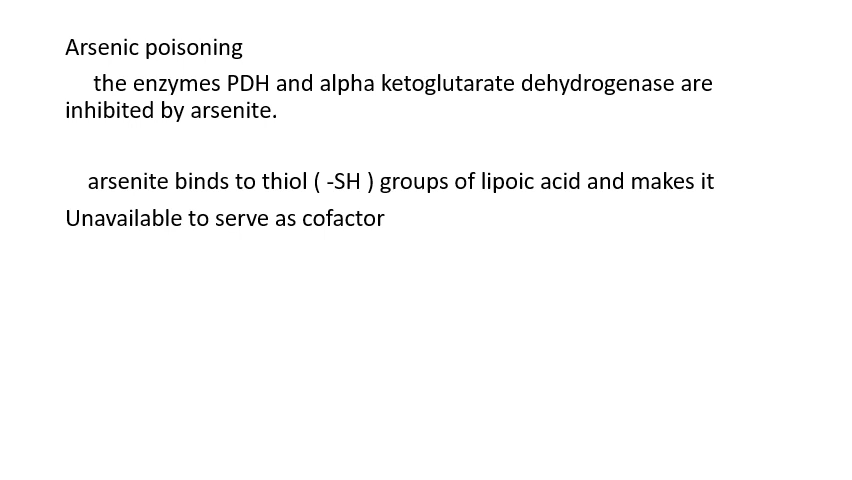 Arsenic poisoning
the enzymes PDH and alpha ketoglutarate dehydrogenase are
inhibited by arsenite.
arsenite binds to thiol ( -SH ) groups of lipoic acid and makes it
Unavailable to serve as cofactor